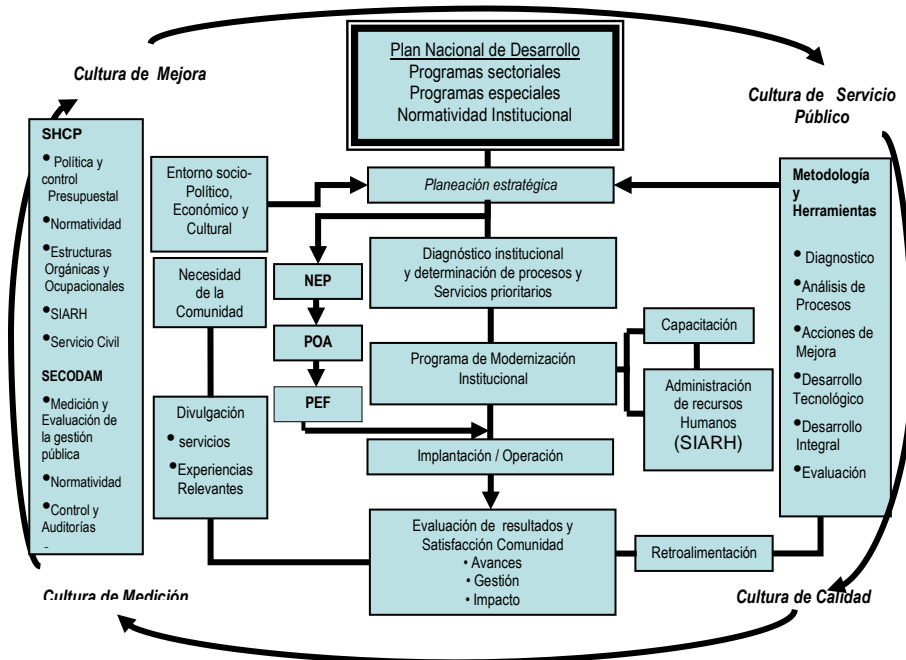 Plan Nacional de Desarrollo
Programas sectoriales
Programas especiales
Normatividad Institucional
Cultura de Mejora
Cultura de Servicio
Público
SHCP
• Política y
control
Presupuestal
•Normatividad
•Estructuras
Orgánicas y
Ocupacionales
•SIARH
•Servicio Civil
SECODAM
•Medición y
Evaluación de
la gestión
pública
•Normatividad
•Control y
Auditorías
Entorno socio-
Político,
Económico y
Cultural
Necesidad
de la
Comunidad
Divulgación
• servicios
•Experiencias
Relevantes
Planeación estratégica
NEP
POA
PEF
Diagnóstico institucional
y determinación de procesos y
Servicios prioritarios
Programa de Modernización
Institucional
Implantación / Operación
Evaluación de resultados y
Satisfacción Comunidad
• Avances
• Gestión
• Impacto
Capacitación
Administración
de recursos
Humanos
(SIARH)
Retroalimentación
Metodología
y
Herramientas
• Diagnostico
•Análisis de
Procesos
•Acciones de
Mejora
•Desarrollo
Tecnológico
•Desarrollo
Integral
•Evaluación
Cultura de Medición
Cultura de Calidad